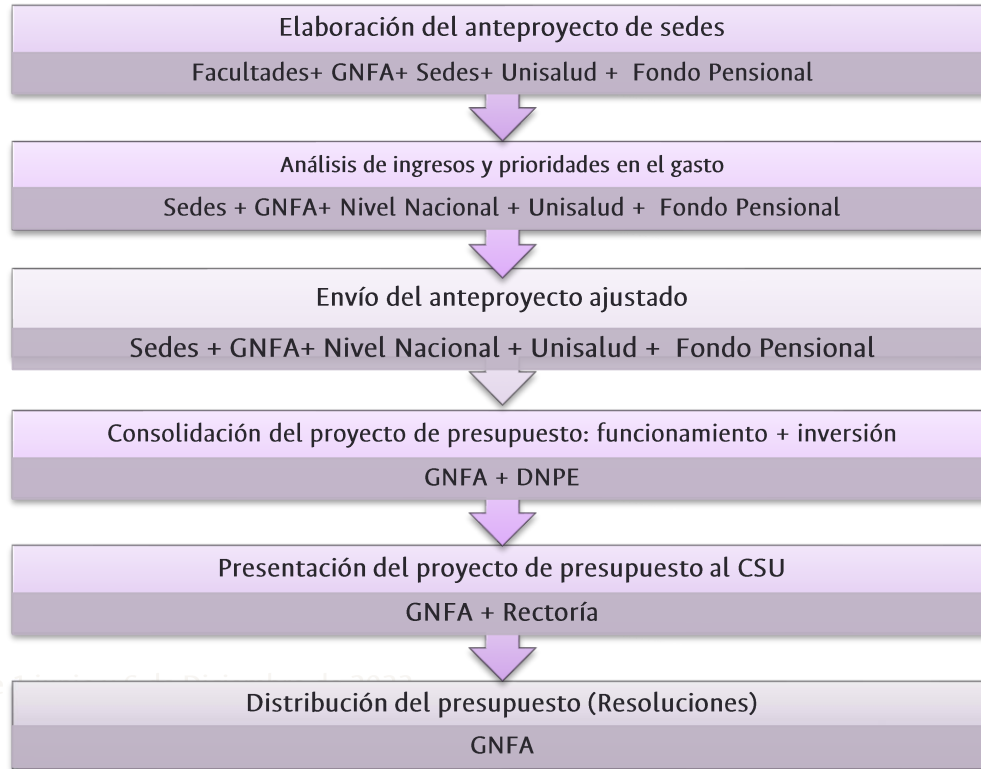 Elaboración del anteproyecto de sedes
Facultades+ GNFA+ Sedes+ Unisalud + Fondo Pensional
Análisis de ingresos y prioridades en el gasto
Sedes + GNFA+ Nivel Nacional + Unisalud + Fondo Pensional
Envío del anteproyecto ajustado
Sedes + GNFA+ Nivel Nacional + Unisalud + Fondo Pensional
Consolidación del proyecto de presupuesto: funcionamiento + inversión
GNFA + DNPE
Presentación del proyecto de presupuesto al CSU
GNFA + Rectoría
Distribución del presupuesto (Resoluciones)
GNFA